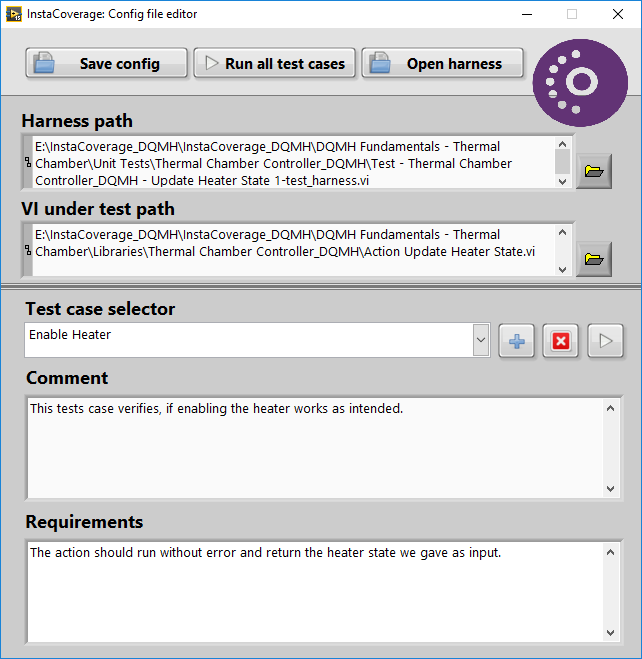 InstaCoverage: Config file editor
Save config
Run all test cases
Open harness
Harness path
E:\InstaCoverage_DQMH\InstaCoverage_DQMH\DQMH Fundamentals - Thermal
Chamber\Unit Tests\Thermal Chamber Controller_DQMH\Test - Thermal Chamber
Controller_DQMH - Update Heater State 1-test_harness.vi
VI under test path
E:\InstaCoverage_DQMH\InstaCoverage_DQMH\DQMH Fundamentals - Thermal
Chamber\Libraries\Thermal Chamber Controller_DQMH\Action Update Heater State.vi
Test case selector
Enable Heater
Comment
This tests case verifies, if enabling the heater works as intended.
Requirements
The action should run without error and return the heater state we gave as input.